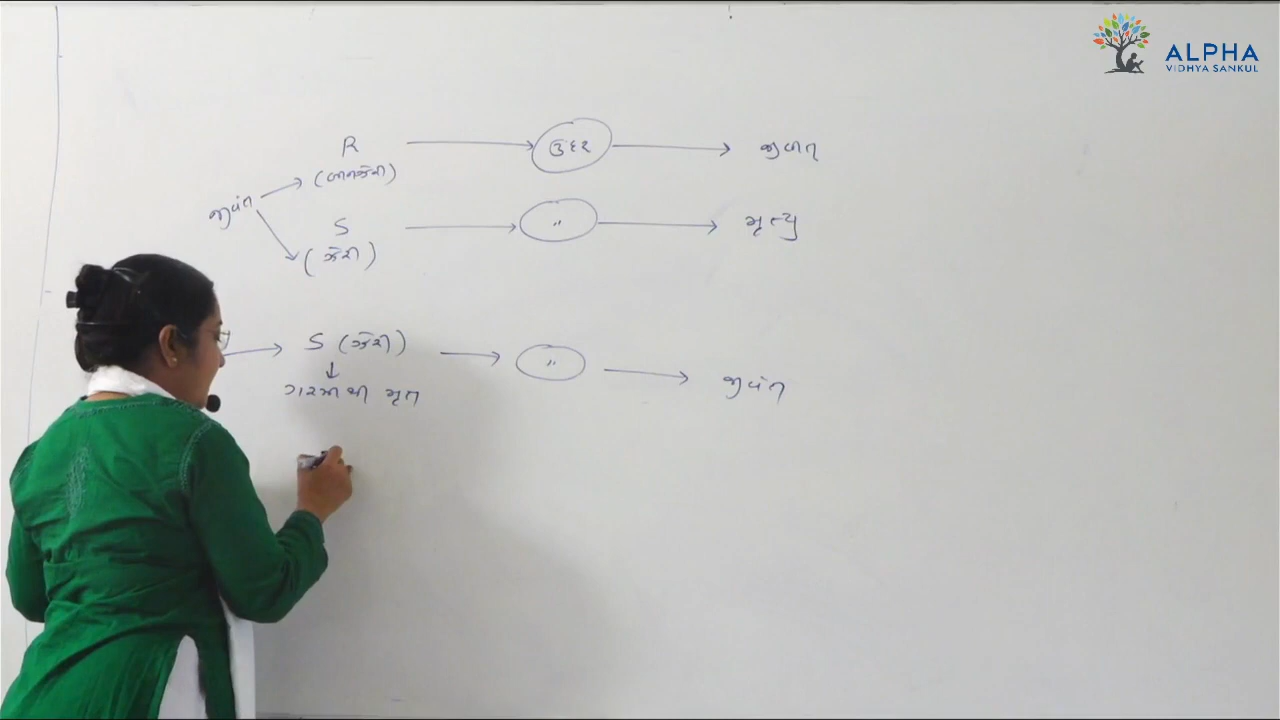 ALPHA
VIDHYA SANKUL
R → ઉંદર → જીવંત
(બીનઝેરી)
જીવંત
S → " → મૃત્યુ
(ઝેરી)
→ S (ઝેરી) → " → જીવંત
↓
ગરમીથી મૃત